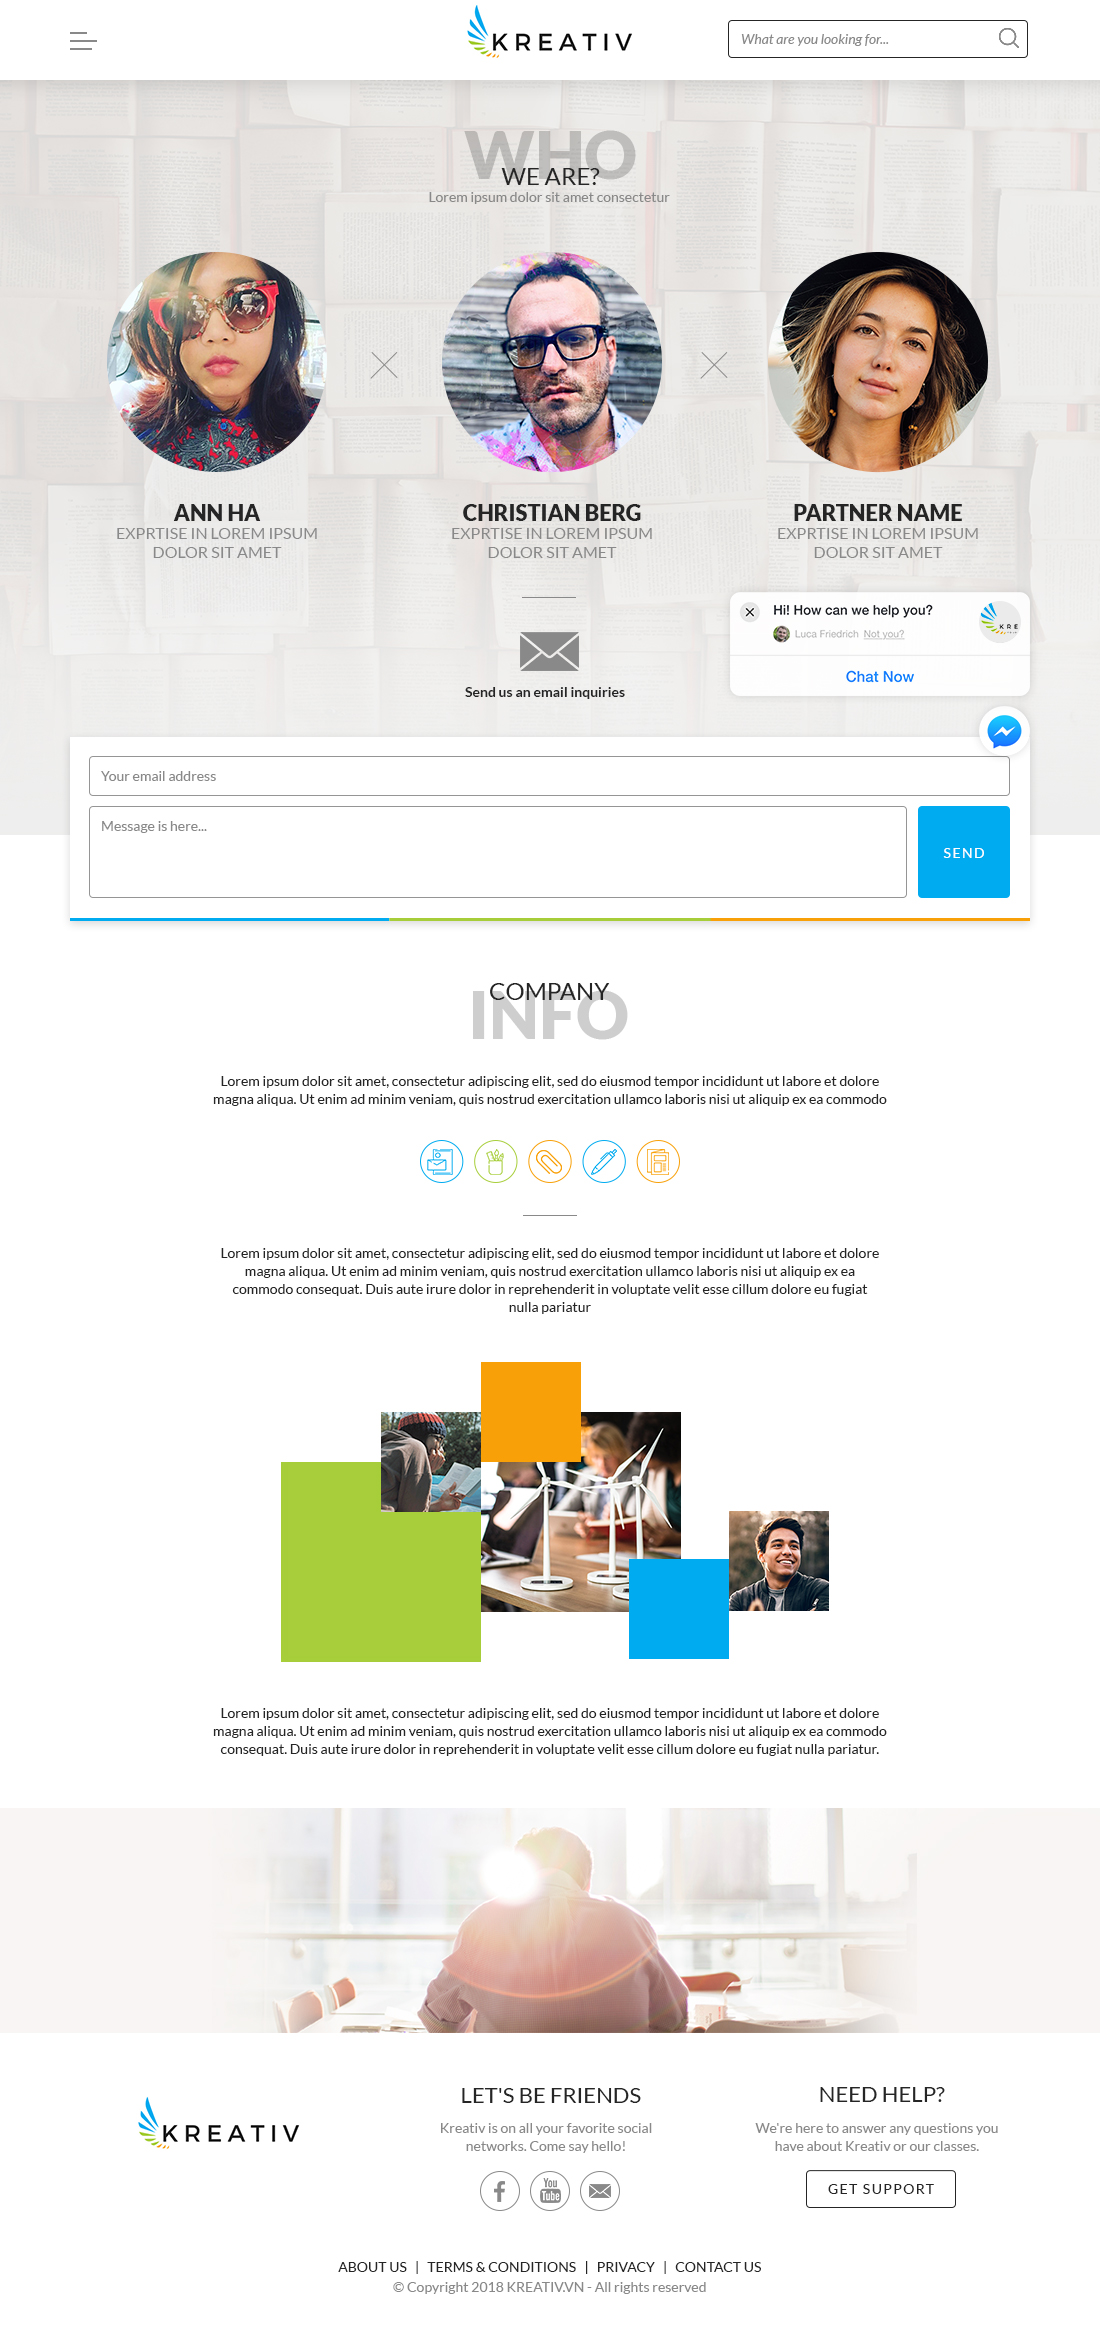 KREATIV
What are you looking for...
WHO
WE ARE?
Lorem ipsum dolor sit amet consectetur
ANN HA
EXPRTISE IN LOREM IPSUM
DOLOR SIT AMET
CHRISTIAN BERG
EXPRTISE IN LOREM IPSUM
DOLOR SIT AMET
PARTNER NAME
EXPRTISE IN LOREM IPSUM
DOLOR SIT AMET
Hi! How can we help you?
Luca Friedrich Not you?
KRE
Chat Now
Send us an email inquiries
Your email address
Message is here...
SEND
COMPANY
INFO
Lorem ipsum dolor sit amet, consectetur adipiscing elit, sed do eiusmod tempor incididunt ut labore et dolore
magna aliqua. Ut enim ad minim veniam, quis nostrud exercitation ullamco laboris nisi ut aliquip ex ea commodo
Lorem ipsum dolor sit amet, consectetur adipiscing elit, sed do eiusmod tempor incididunt ut labore et dolore
magna aliqua. Ut enim ad minim veniam, quis nostrud exercitation ullamco laboris nisi ut aliquip ex ea
commodo consequat. Duis aute irure dolor in reprehenderit in voluptate velit esse cillum dolore eu fugiat
nulla pariatur
Lorem ipsum dolor sit amet, consectetur adipiscing elit, sed do eiusmod tempor incididunt ut labore et dolore
magna aliqua. Ut enim ad minim veniam, quis nostrud exercitation ullamco laboris nisi ut aliquip ex ea commodo
consequat. Duis aute irure dolor in reprehenderit in voluptate velit esse cillum dolore eu fugiat nulla pariatur.
KREATIV
LET'S BE FRIENDS
Kreativ is on all your favorite social
networks. Come say hello!
You
Tube
NEED HELP?
We're here to answer any questions you
have about Kreativ or our classes.
GET SUPPORT
ABOUT US | TERMS & CONDITIONS | PRIVACY | CONTACT US
© Copyright 2018 KREATIV.VN - All rights reserved